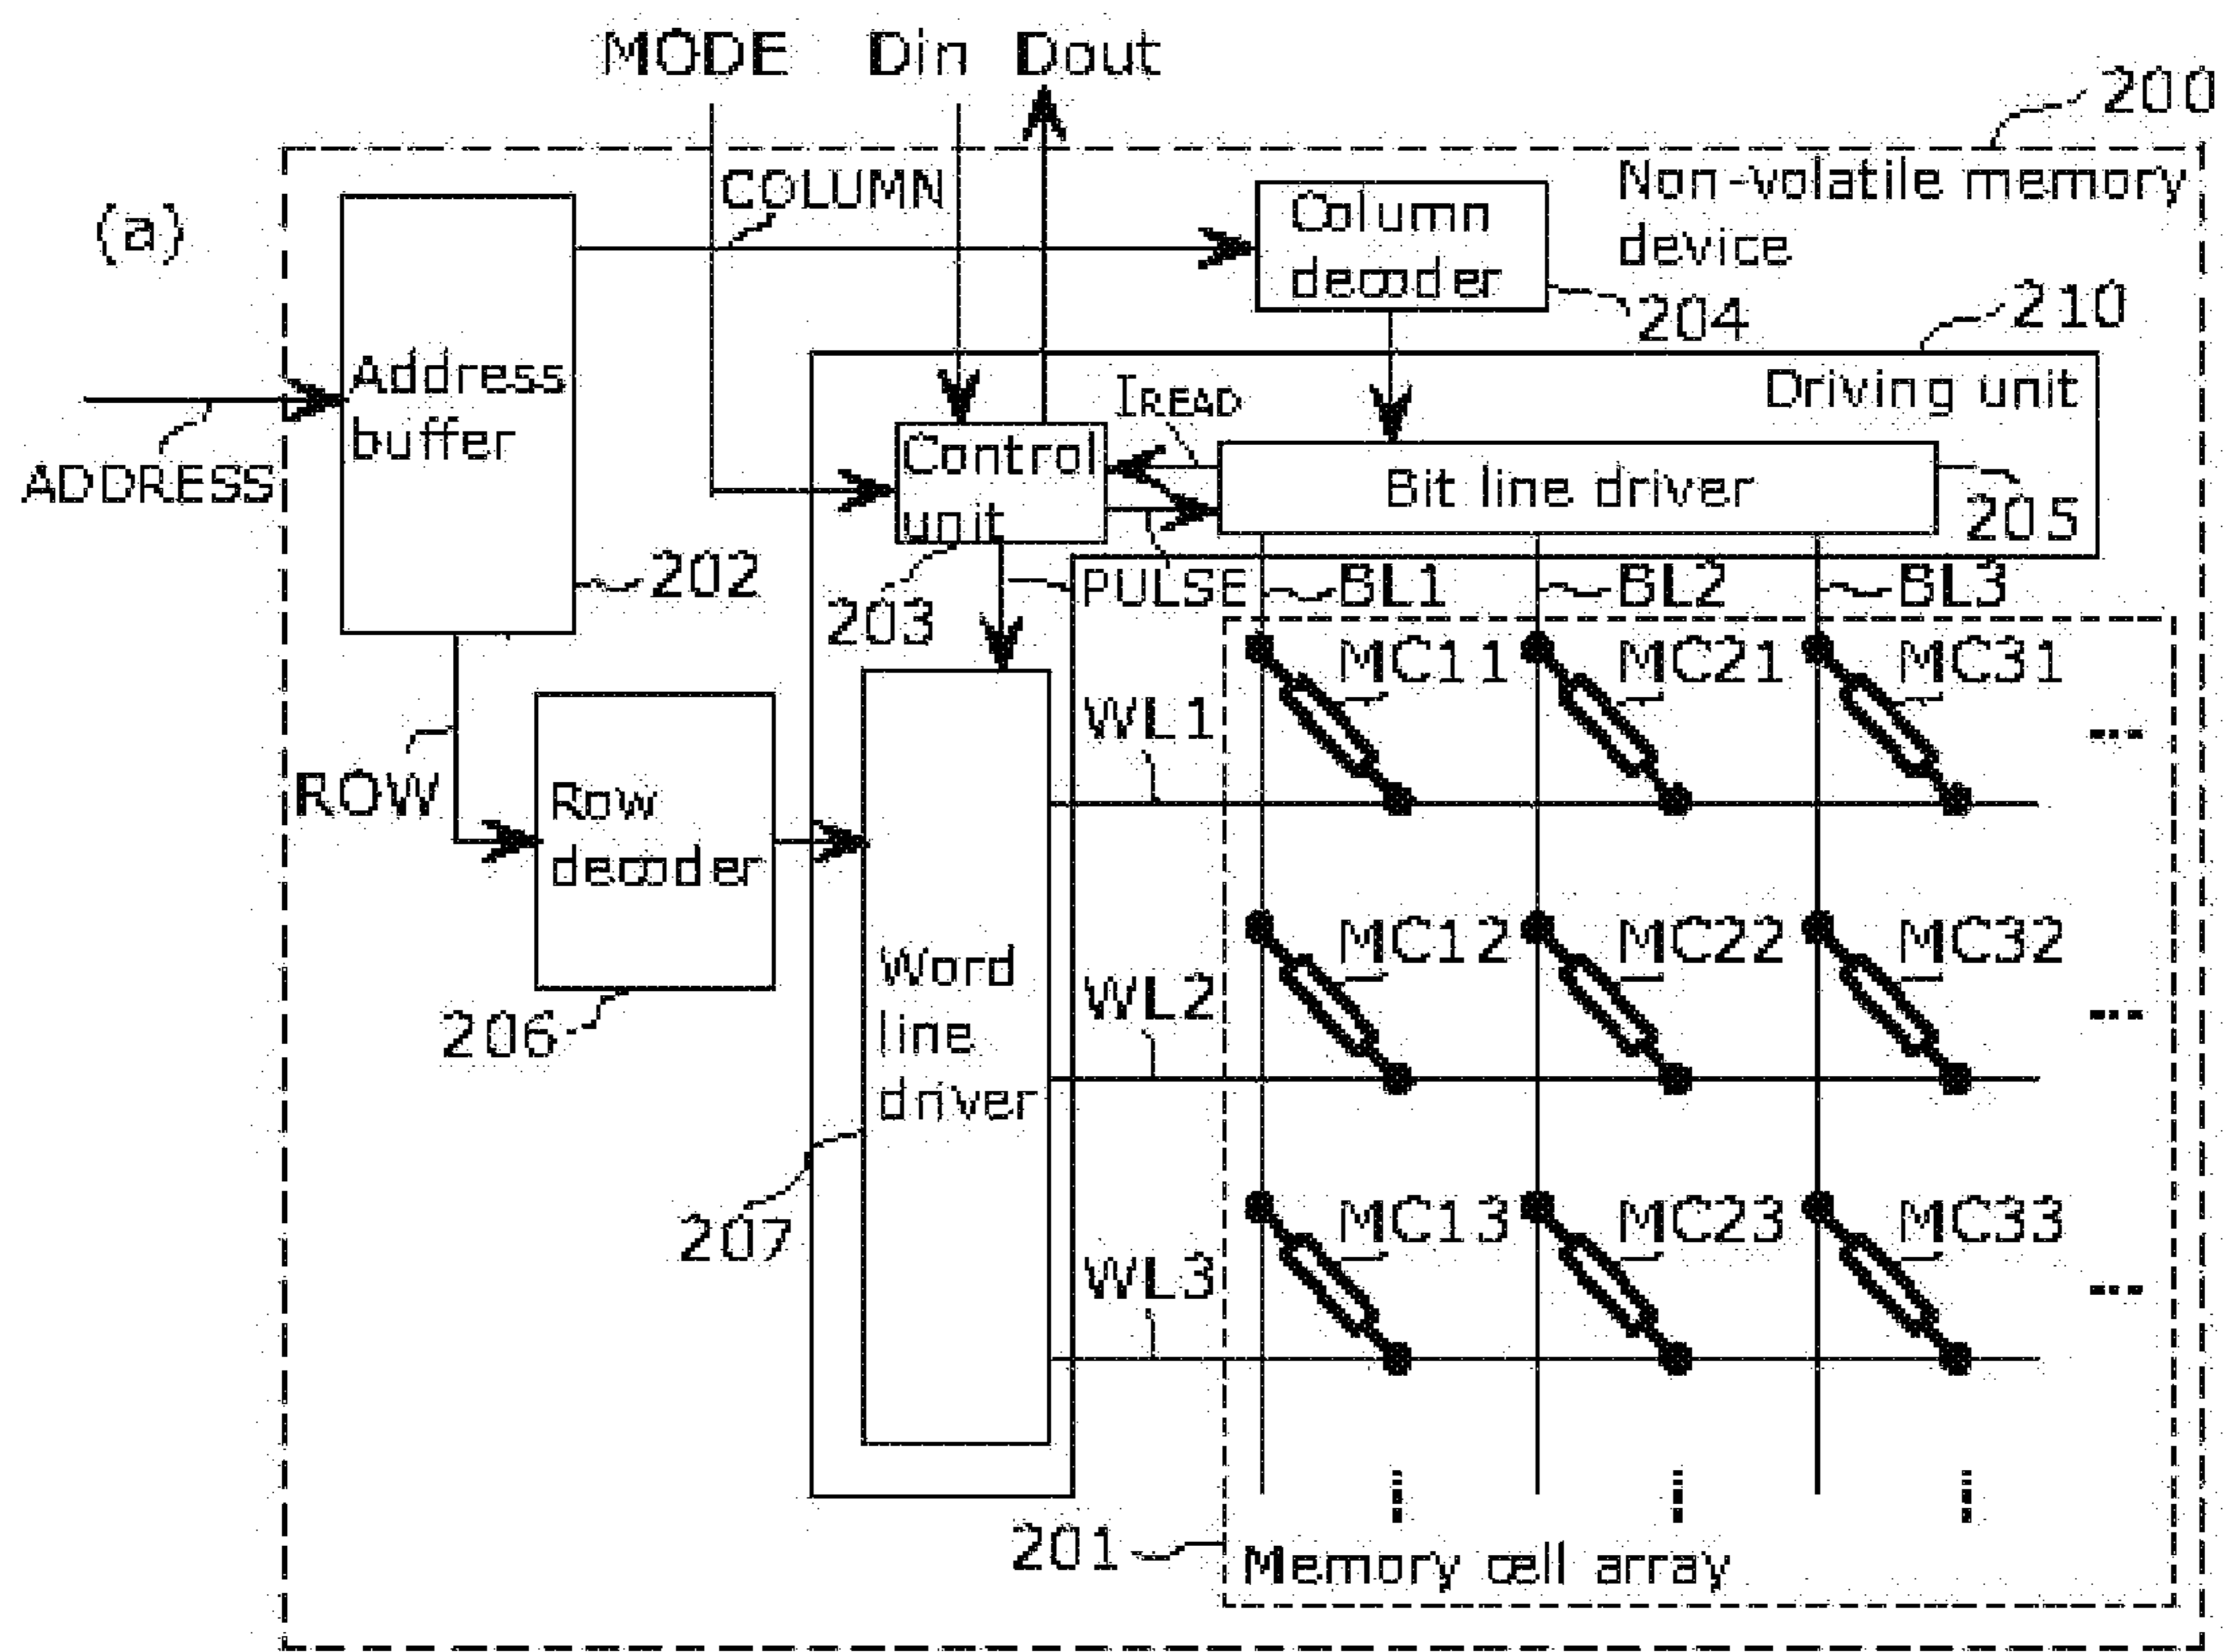 MODE Din Dout
200
(a)
COLUMN
Column
decoder
Non-volatile memory
device
204
210
Address
buffer
ADDRESS
IREAD
Driving unit
Control
unit
Bit line driver
205
202
203
PULSE
BL1
BL2
BL3
MC11
MC21
MC31
WL1
...
ROW
Row
decoder
206
Word
line
driver
207
MC12
MC22
MC32
WL2
...
MC13
MC23
MC33
WL3
...
201
Memory cell array